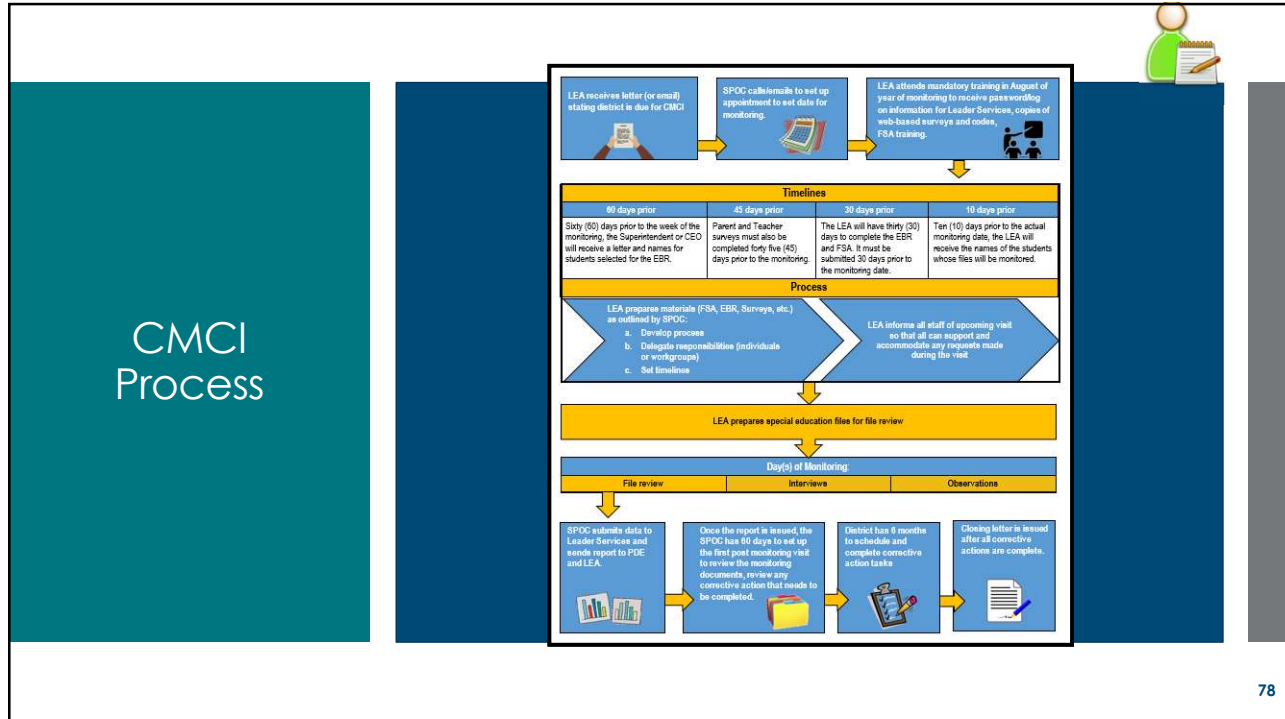 CMCI
Process
LEA receives letter (or email)
stating district is due for CMCI
SPOC calls/emails to set up
appointment to set date for
monitoring.
LEA attends mandatory training in August of
year of monitoring to receive password/log
on information for Leader Services, copies of
web-based surveys and codes,
FSA training.
Timelines
60 days prior
45 days prior
30 days prior
10 days prior
Sixty (60) days prior to the week of the
monitoring, the Superintendent or CEO
will receive a letter and names for
students selected for the EBR.
Parent and Teacher
surveys must also be
completed forty five (45)
days prior to the monitoring.
The LEA will have thirty (30)
days to complete the EBR
and FSA. It must be
submitted 30 days prior to
the monitoring date.
Ten (10) days prior to the actual
monitoring date, the LEA will
receive the names of the students
whose files will be monitored.
Process
LEA prepares materials (FSA, EBR, Surveys, etc.)
as outlined by SPOC:
a. Develop process
b. Delegate responsibilities (individuals
or workgroups)
c. Set timelines
LEA informs all staff of upcoming visit
so that all can support and
accommodate any requests made
during the visit
LEA prepares special education files for file review
Day(s) of Monitoring:
File review
Interviews
Observations
SPOC submits data to
Leader Services and
sends report to PDE
and LEA.
Once the report is issued, the
SPOC has 60 days to set up
the first post monitoring visit
to review the monitoring
documents, review any
corrective action that needs to
be completed.
District has 6 months
to schedule and
complete corrective
action tasks
Closing letter is issued
after all corrective
actions are complete.
78